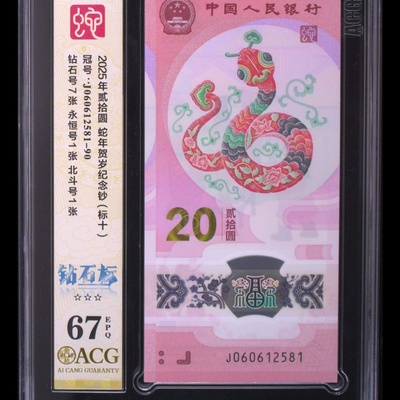 中国人民银行
蛇
20
贰拾圆
福
J060612581
2025年贰拾圆 蛇年贺岁纪念钞（标十）
冠号：J060612581-90
钻石号7张 永恒号1张 北斗号1张
钻石标
☆☆☆
67 EPQ
ACG
AI CANG GUARANTY
ACG